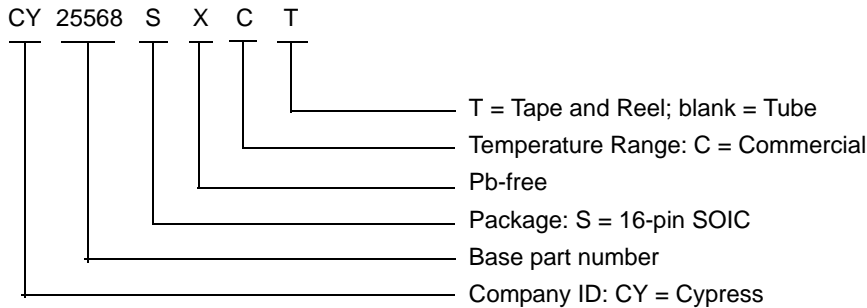 CY 25568 S X C T
T = Tape and Reel; blank = Tube
Temperature Range: C = Commercial
Pb-free
Package: S = 16-pin SOIC
Base part number
Company ID: CY = Cypress